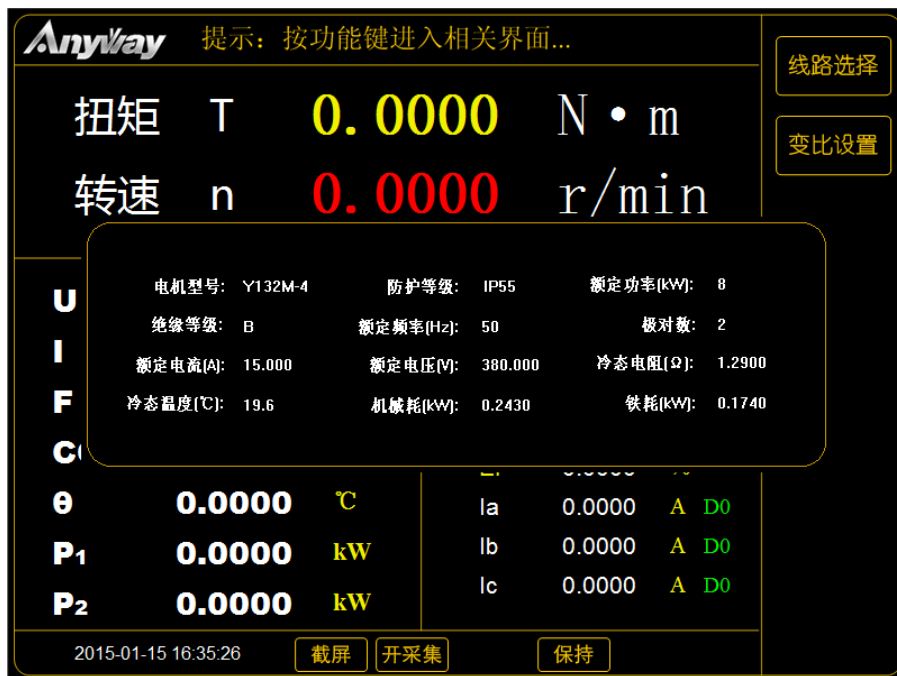 Anyway 提示：按功能键进入相关界面...
线路选择
扭矩 T 0.0000 N•m
变比设置
转速 n 0.0000 r/min
电机型号: Y132M-4 防护等级: IP55 额定功率(kW): 8
U
绝缘等级: B 额定频率(Hz): 50 极对数: 2
I
额定电流(A): 15.000 额定电压(V): 380.000 冷态电阻(Ω): 1.2900
F
冷态温度(℃): 19.6 机械耗(kW): 0.2430 铁耗(kW): 0.1740
θ 0.0000 ℃ Ia 0.0000 A D0
P1 0.0000 kW Ib 0.0000 A D0
Ic 0.0000 A D0
P2 0.0000 kW
2015-01-15 16:35:26 截屏 开采集 保持